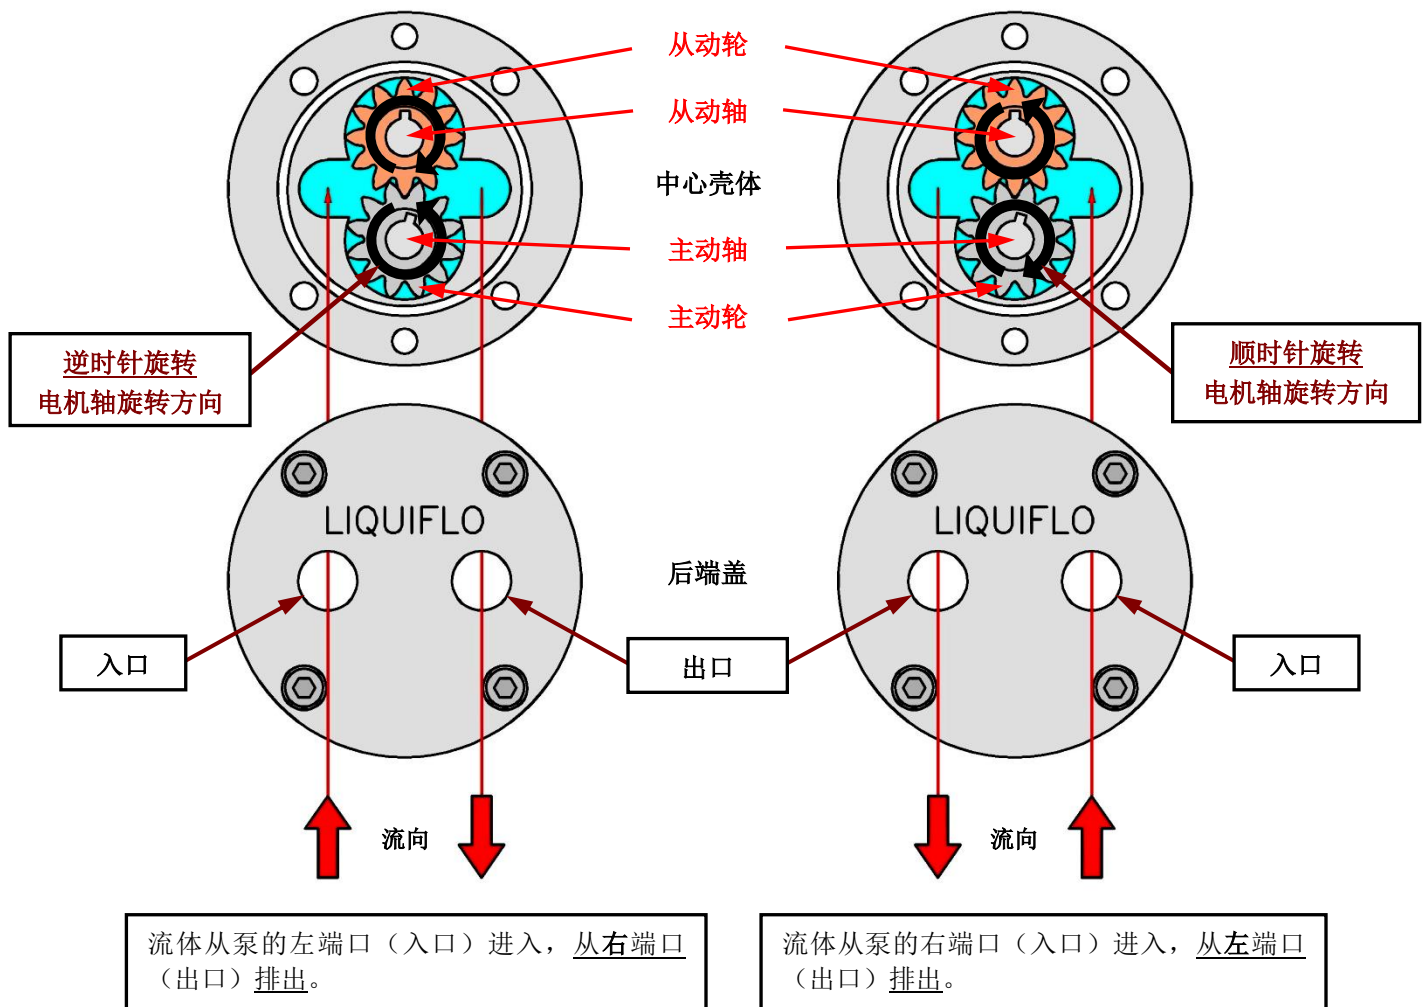 从动轮
从动轴
中心壳体
主动轴
主动轮
逆时针旋转
电机轴旋转方向
顺时针旋转
电机轴旋转方向
LIQUIFLO
LIQUIFLO
后端盖
入口
出口
入口
流向
流向
流体从泵的左端口（入口）进入，从右端口
（出口）排出。
流体从泵的右端口（入口）进入，从左端口
（出口）排出。